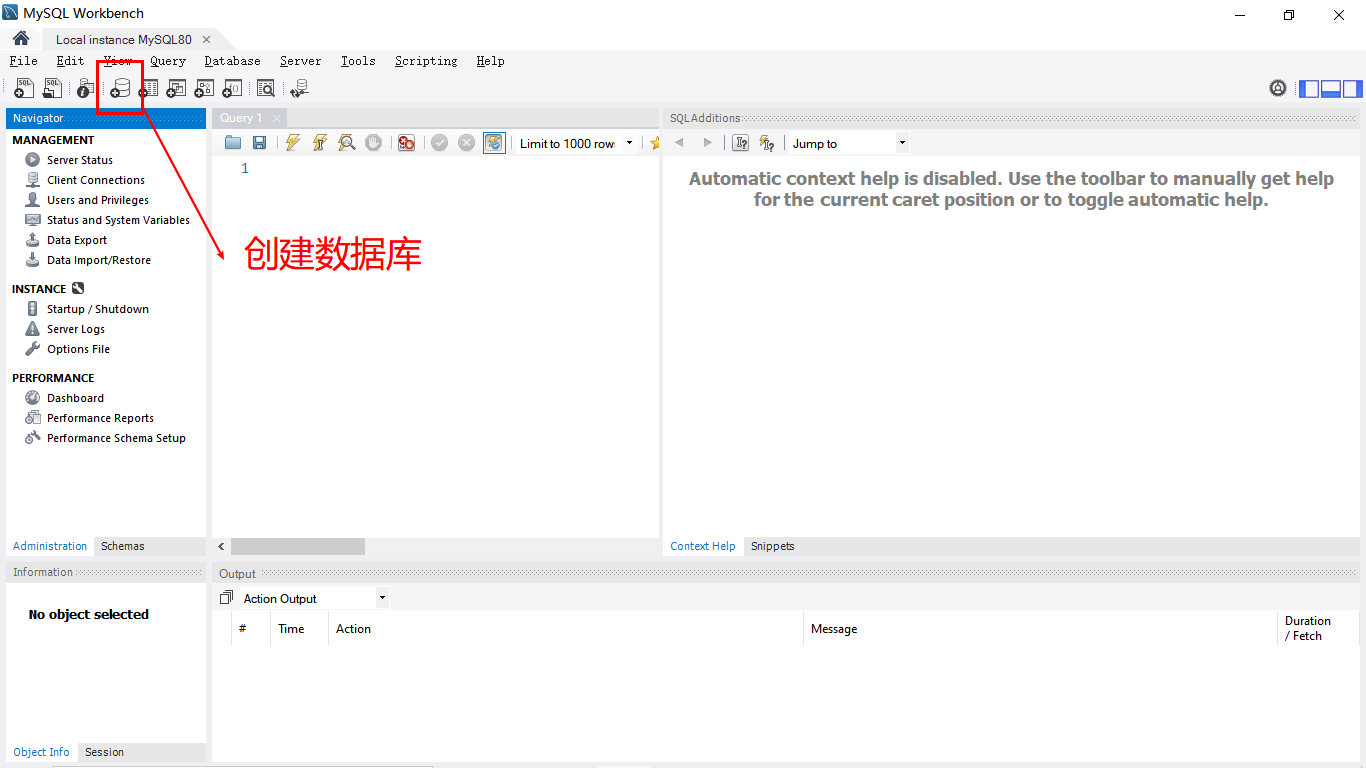 MySQL Workbench
Local instance MySQL80
File Edit View Query Database Server Tools Scripting Help
Navigator
MANAGEMENT
Server Status
Client Connections
Users and Privileges
Status and System Variables
Data Export
Data Import/Restore
INSTANCE
Startup / Shutdown
Server Logs
Options File
PERFORMANCE
Dashboard
Performance Reports
Performance Schema Setup
Administration Schemas
Information
No object selected
Object Info Session
Query 1
Limit to 1000 rows
1
创建数据库
SQLAdditions
Jump to
Automatic context help is disabled. Use the toolbar to manually get help
for the current caret position or to toggle automatic help.
Context Help Snippets
Output
Action Output
# Time Action Message Duration
/ Fetch